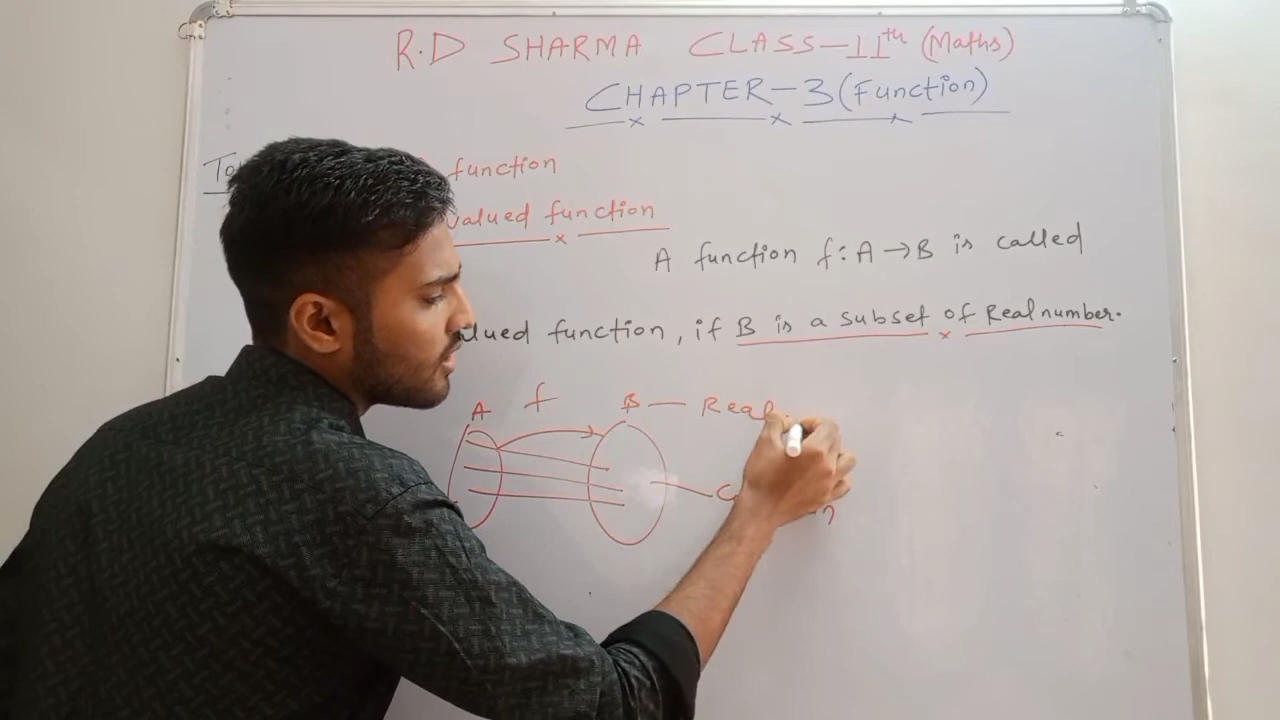 R.D SHARMA CLASS-11th (Maths)
CHAPTER-3 (Function)
function
valued function
A function f: A → B is called
function, if B is a subset of Real number.
A f B — Real